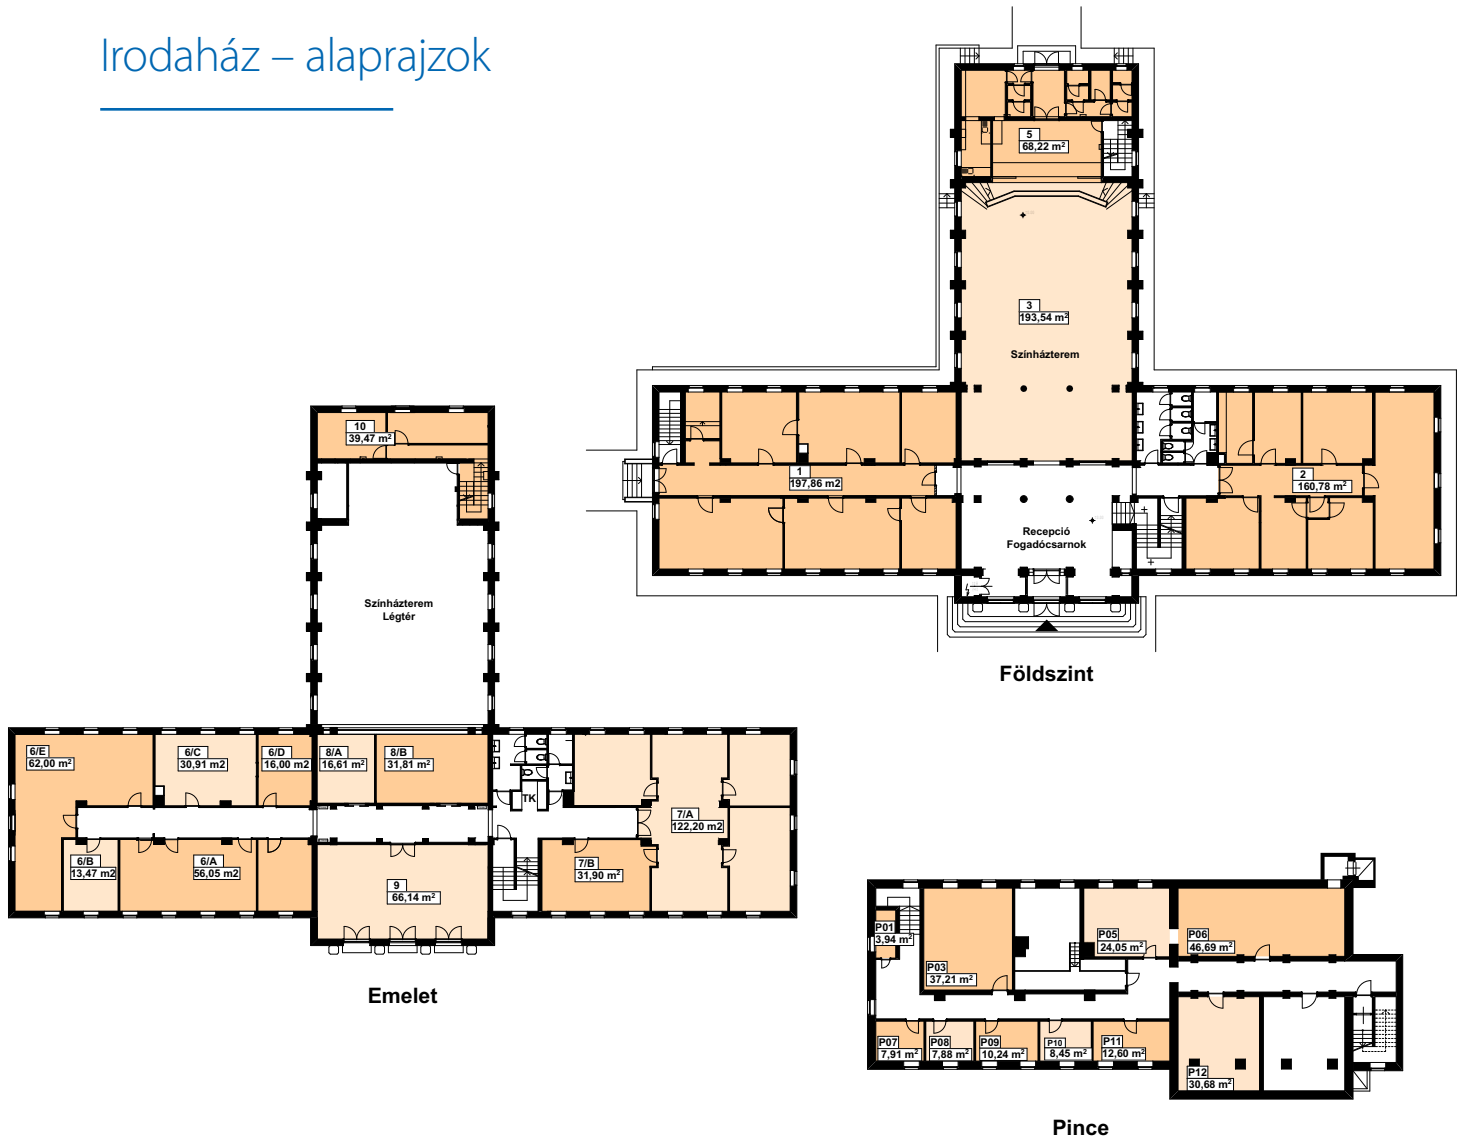 Irodaház – alaprajzok
5
68,22 m²
3
193,54 m²
Színházterem
1
197,86 m2
2
160,78 m²
Recepció
Fogadócsarnok
Földszint
10
39,47 m²
Színházterem
Légtér
6/E
62,00 m²
6/C
30,91 m2
6/D
16,00 m2
8/A
16,61 m2
8/B
31,81 m2
TK
7/A
122,20 m2
6/B
13,47 m2
6/A
56,05 m2
9
66,14 m²
7/B
31,90 m²
Emelet
P01
3,94 m²
P03
37,21 m²
P05
24,05 m²
P06
46,69 m²
P07
7,91 m²
P08
7,88 m²
P09
10,24 m²
P10
8,45 m²
P11
12,60 m²
P12
30,68 m²
Pince